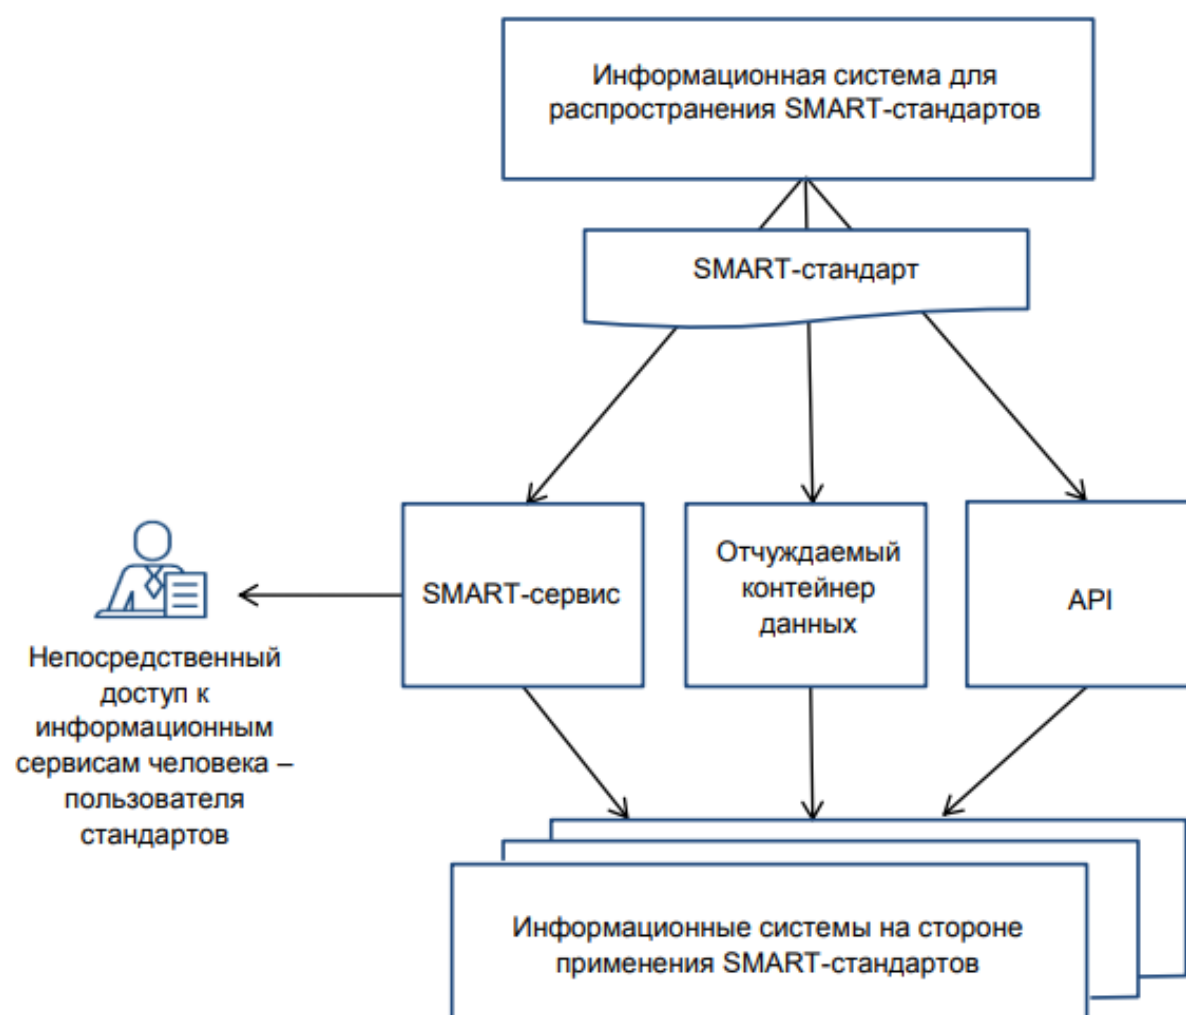 Информационная система для
распространения SMART-стандартов
SMART-стандарт
SMART-сервис
Отчуждаемый
контейнер
данных
API
Непосредственный
доступ к
информационным
сервисам человека –
пользователя
стандартов
Информационные системы на стороне
применения SMART-стандартов